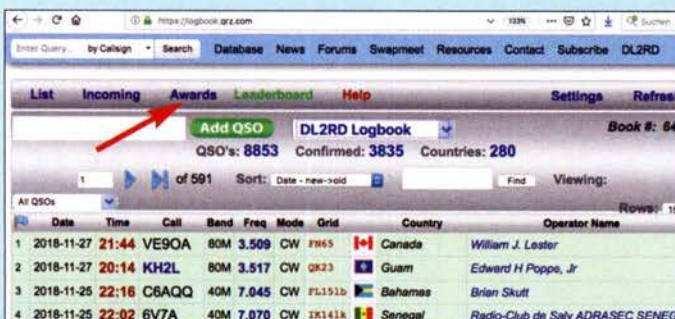 https://logbook.qrz.com 133% Suchen
Enter Query... by Callsign Search Database News Forums Swapmeet Resources Contact Subscribe DL2RD
List Incoming Awards Leaderboard Help Settings Refres
Add QSO DL2RD Logbook Book #: 64
QSO's: 8853 Confirmed: 3835 Countries: 280
1 of 591 Sort: Date - new->old Find Viewing:
All QSOs Rows: 15
Date Time Call Band Freq Mode Grid Country Operator Name
1 2018-11-27 21:44 VE9OA 80M 3.509 CW FN65 Canada William J. Lester
2 2018-11-27 20:14 KH2L 80M 3.517 CW QK23 Guam Edward H Poppe, Jr
3 2018-11-25 22:16 C6AQQ 40M 7.045 CW FL15lb Bahamas Brian Skutt
4 2018-11-25 22:02 6V7A 40M 7.070 CW IK14lk Senegal Radio-Club de Saly ADRASEC SENEG